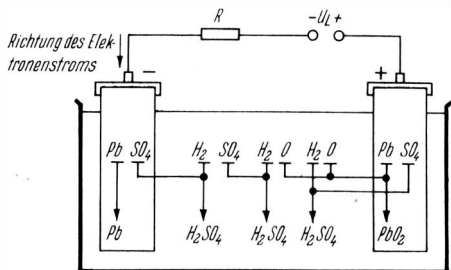 R
-U_L+
Richtung des Elek-
tronenstroms
-
+
Pb SO₄ H₂ SO₄ H₂ O H₂ O Pb SO₄
Pb H₂SO₄ H₂SO₄ H₂SO₄ PbO₂